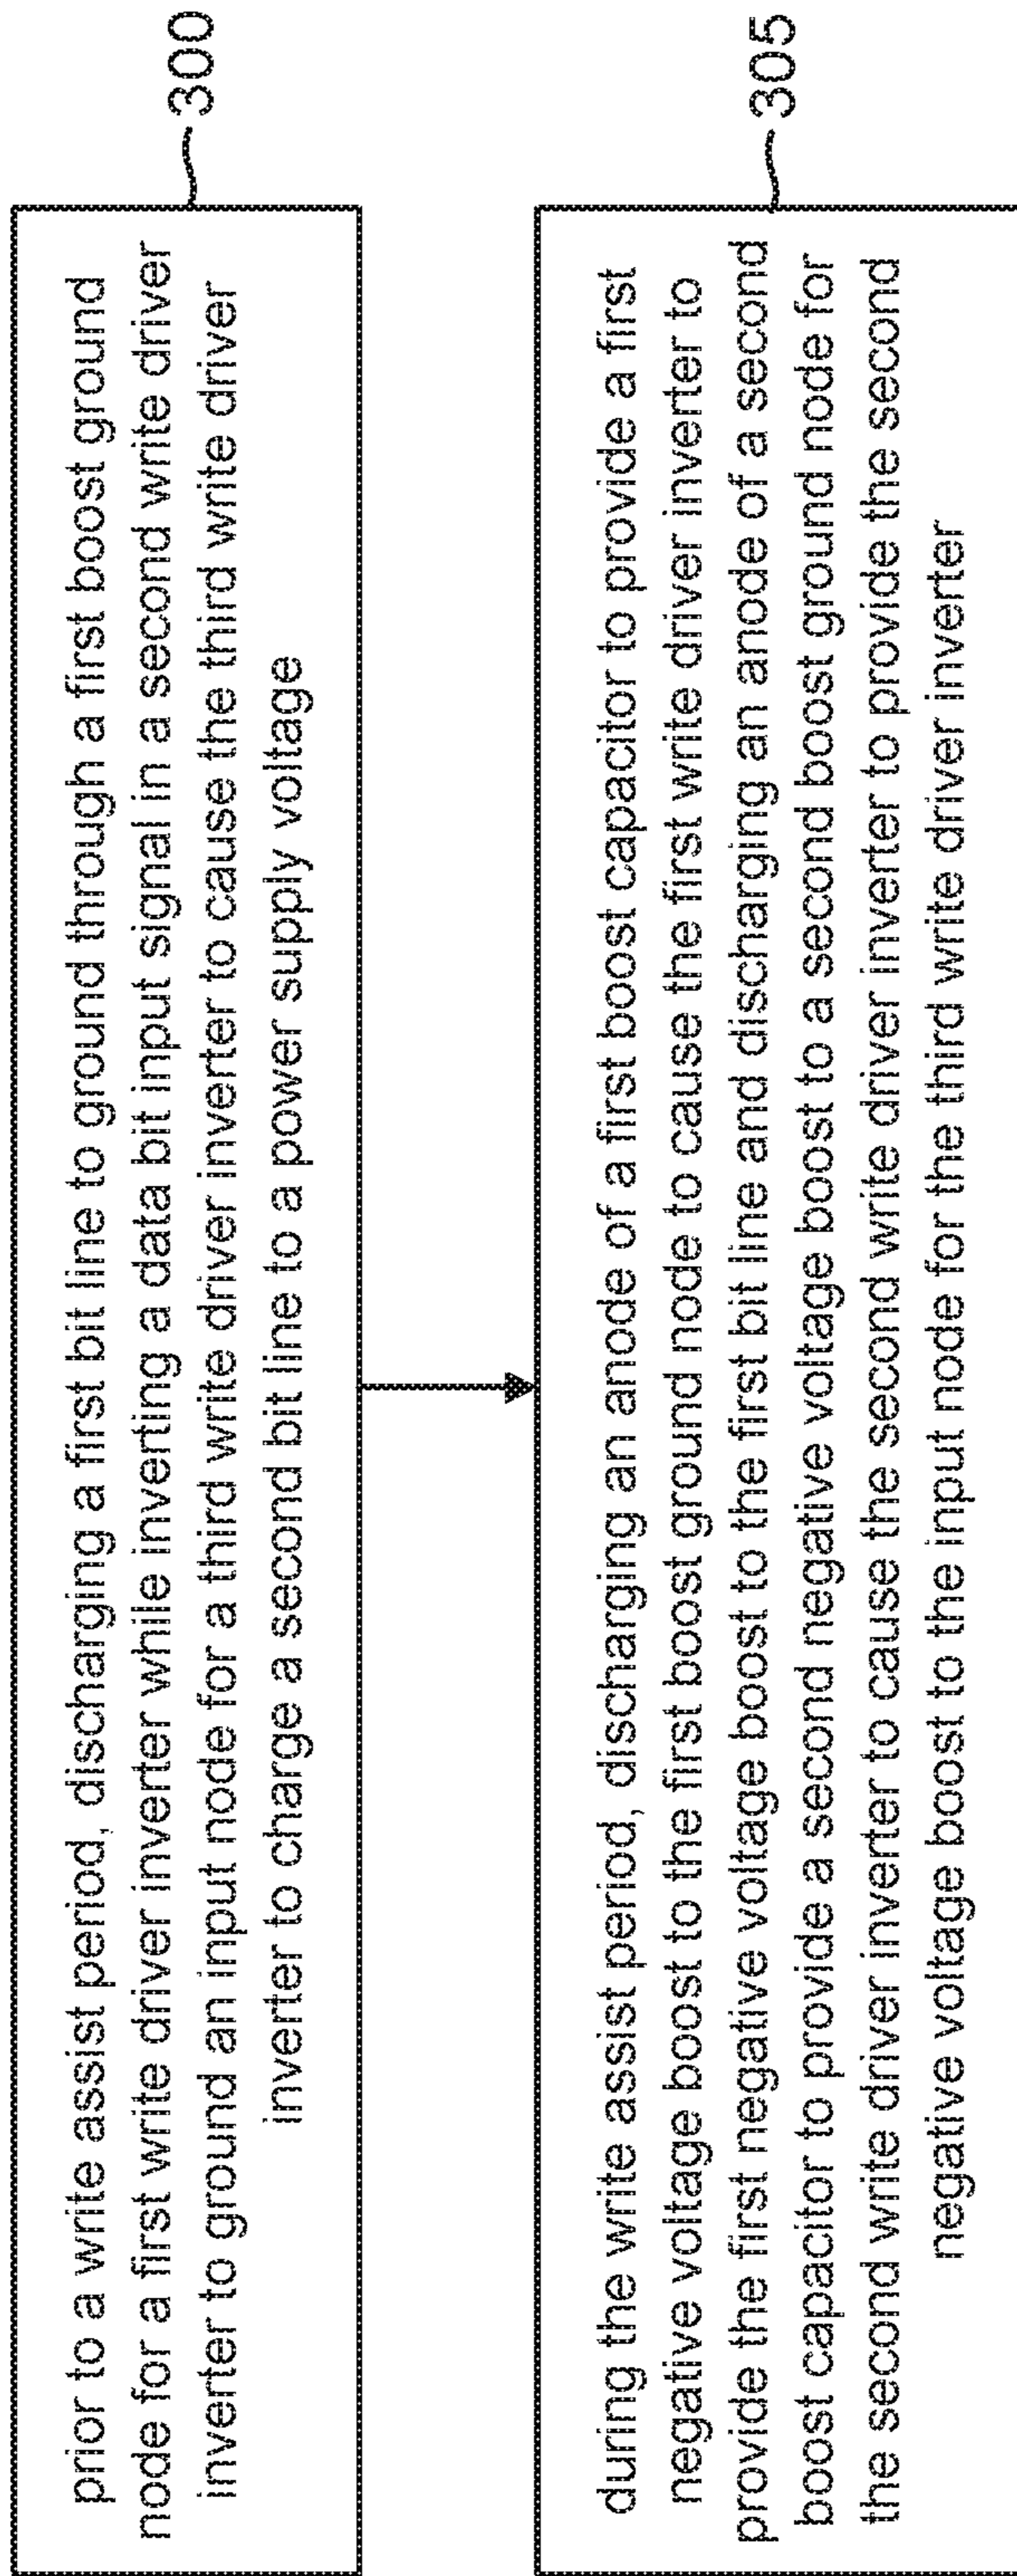 prior to a write assist period, discharging a first bit line to ground through a first boost ground
node for a first write driver inverter while inverting a data bit input signal in a second write driver
inverter to ground an input node for a third write driver inverter to cause the third write driver
inverter to charge a second bit line to a power supply voltage
300
during the write assist period, discharging an anode of a first boost capacitor to provide a first
negative voltage boost to the first boost ground node to cause the first write driver inverter to
provide the first negative voltage boost to the first bit line and discharging an anode of a second
boost capacitor to provide a second negative voltage boost to a second boost ground node for
the second write driver inverter to cause the second write driver inverter to provide the second
negative voltage boost to the input node for the third write driver inverter
305